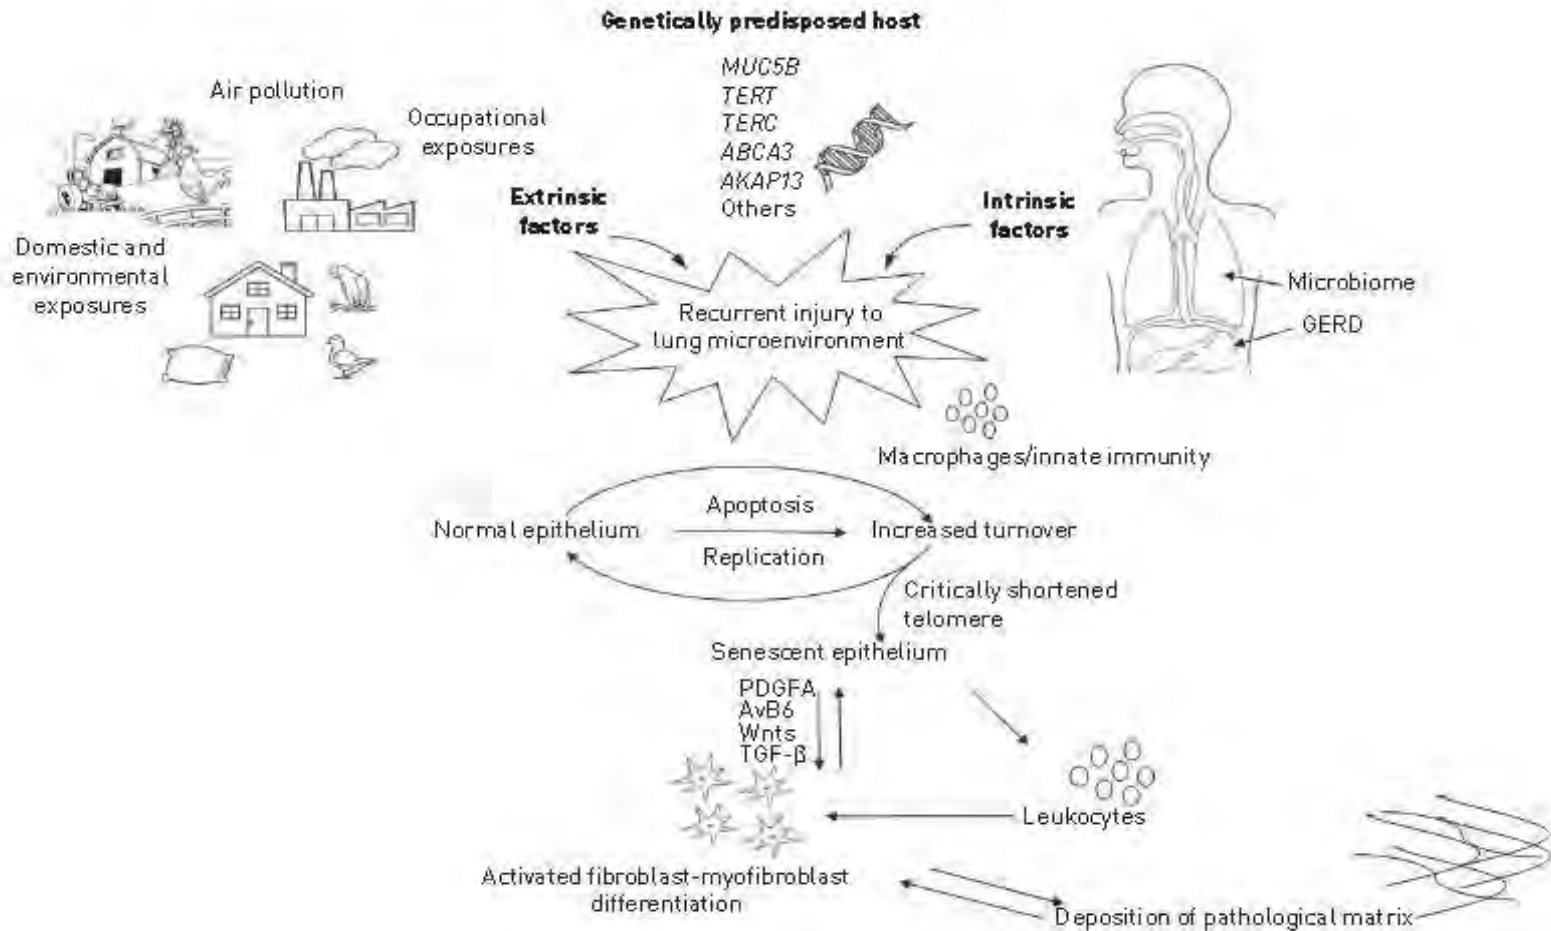 Genetically predisposed host
MUC5B
TERT
TERC
ABCA3
AKAP13
Others
Air pollution
Occupational
exposures
Domestic and
environmental
exposures
Extrinsic
factors
Intrinsic
factors
Microbiome
GERD
Recurrent injury to
lung microenvironment
Macrophages/innate immunity
Normal epithelium
Apoptosis
Replication
Increased turnover
Critically shortened
telomere
Senescent epithelium
PDGFA
AvB6
Wnts
TGF-β
Leukocytes
Activated fibroblast-myofibroblast
differentiation
Deposition of pathological matrix